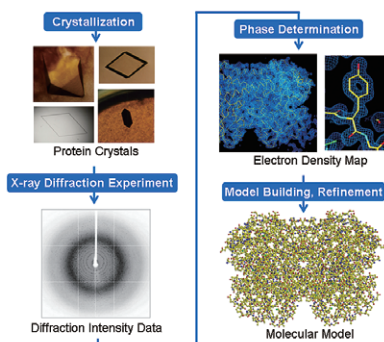 Crystallization
Protein Crystals
X-ray Diffraction Experiment
Diffraction Intensity Data
Phase Determination
Electron Density Map
Model Building, Refinement
Molecular Model